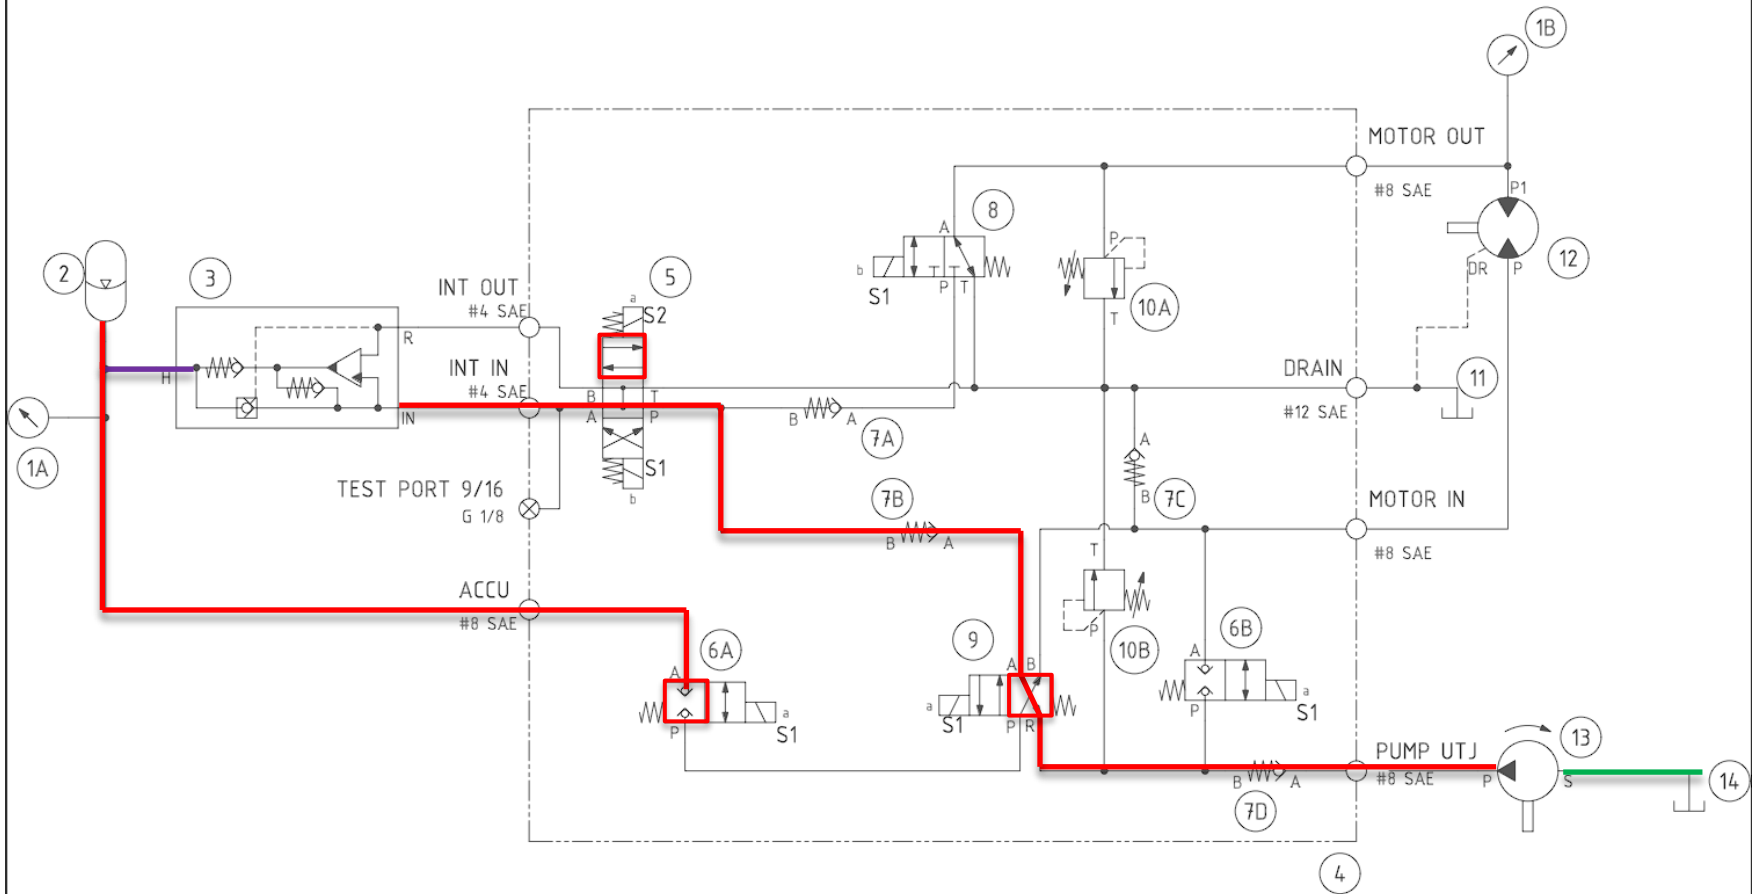 1B
MOTOR OUT
#8 SAE
P1
8
A
b
T T
P T
S1
P
10A
T
12
DR P
2
3
INT OUT
#4 SAE
R
5
a
S2
H
INT IN
#4 SAE
IN
B T
A P
S1
b
DRAIN
#12 SAE
11
1A
B A
7A
TEST PORT 9/16
G 1/8
7B
B A
A
B
7C
MOTOR IN
#8 SAE
ACCU
#8 SAE
T
P
10B
6A
A
P
a
S1
9
A B
a
S1
P R
6B
A
P
a
S1
PUMP UTJ
#8 SAE
B A
7D
P
S
13
14
4